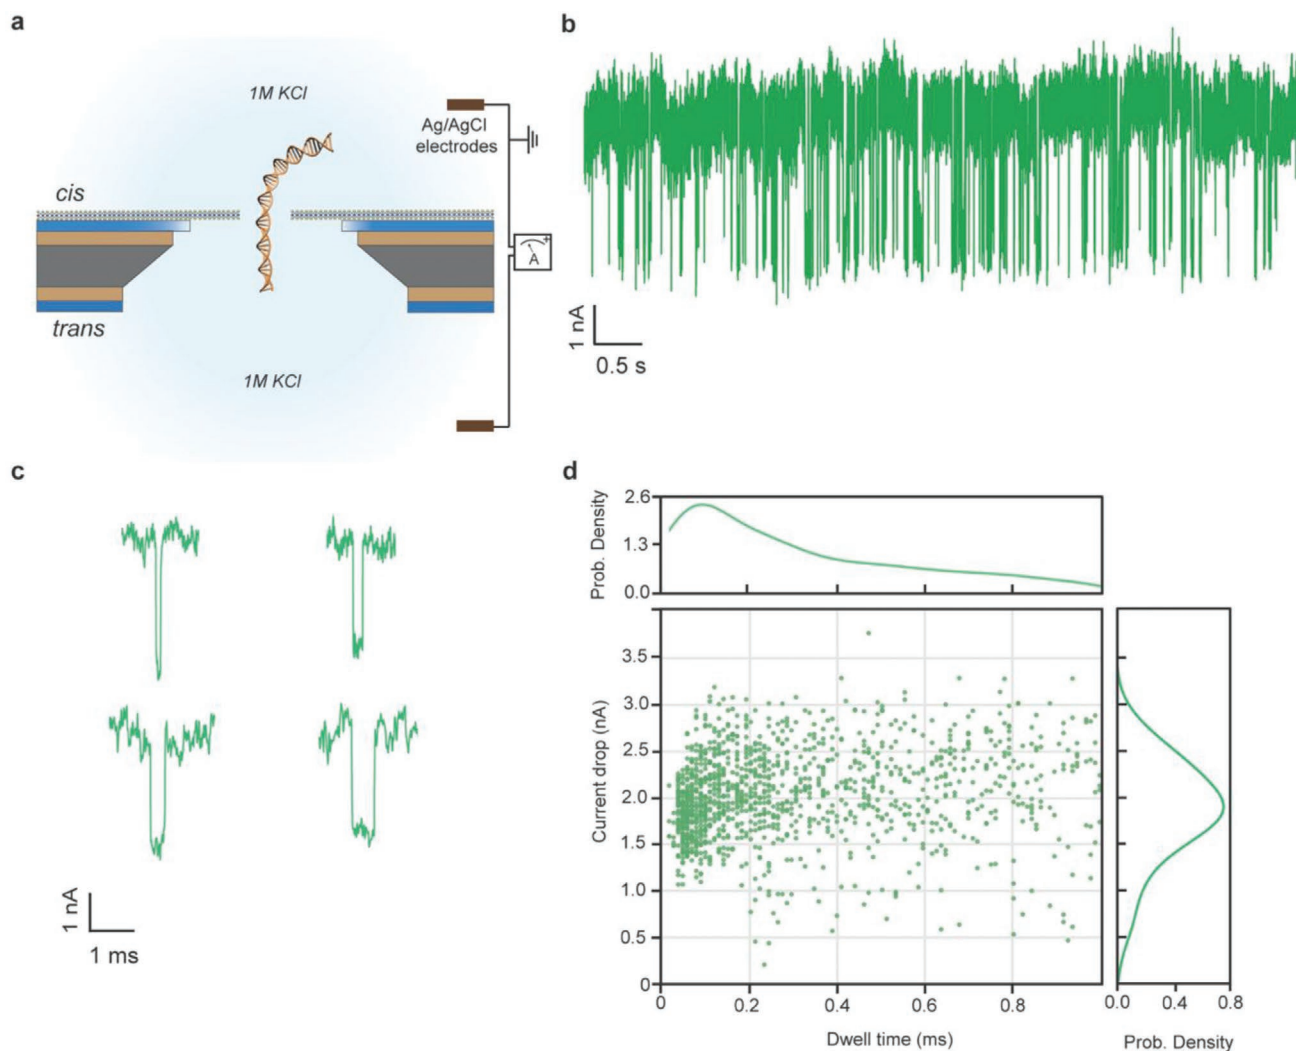 a
1M KCl
Ag/AgCl
electrodes
cis
+
A
trans
1M KCl
b
1 nA
0.5 s
c
1 nA
1 ms
d
Prob. Density
2.6
1.3
0.0
Current drop (nA)
3.5
3.0
2.5
2.0
1.5
1.0
0.5
0
0 0.2 0.4 0.6 0.8
Dwell time (ms)
0.0 0.4 0.8
Prob. Density